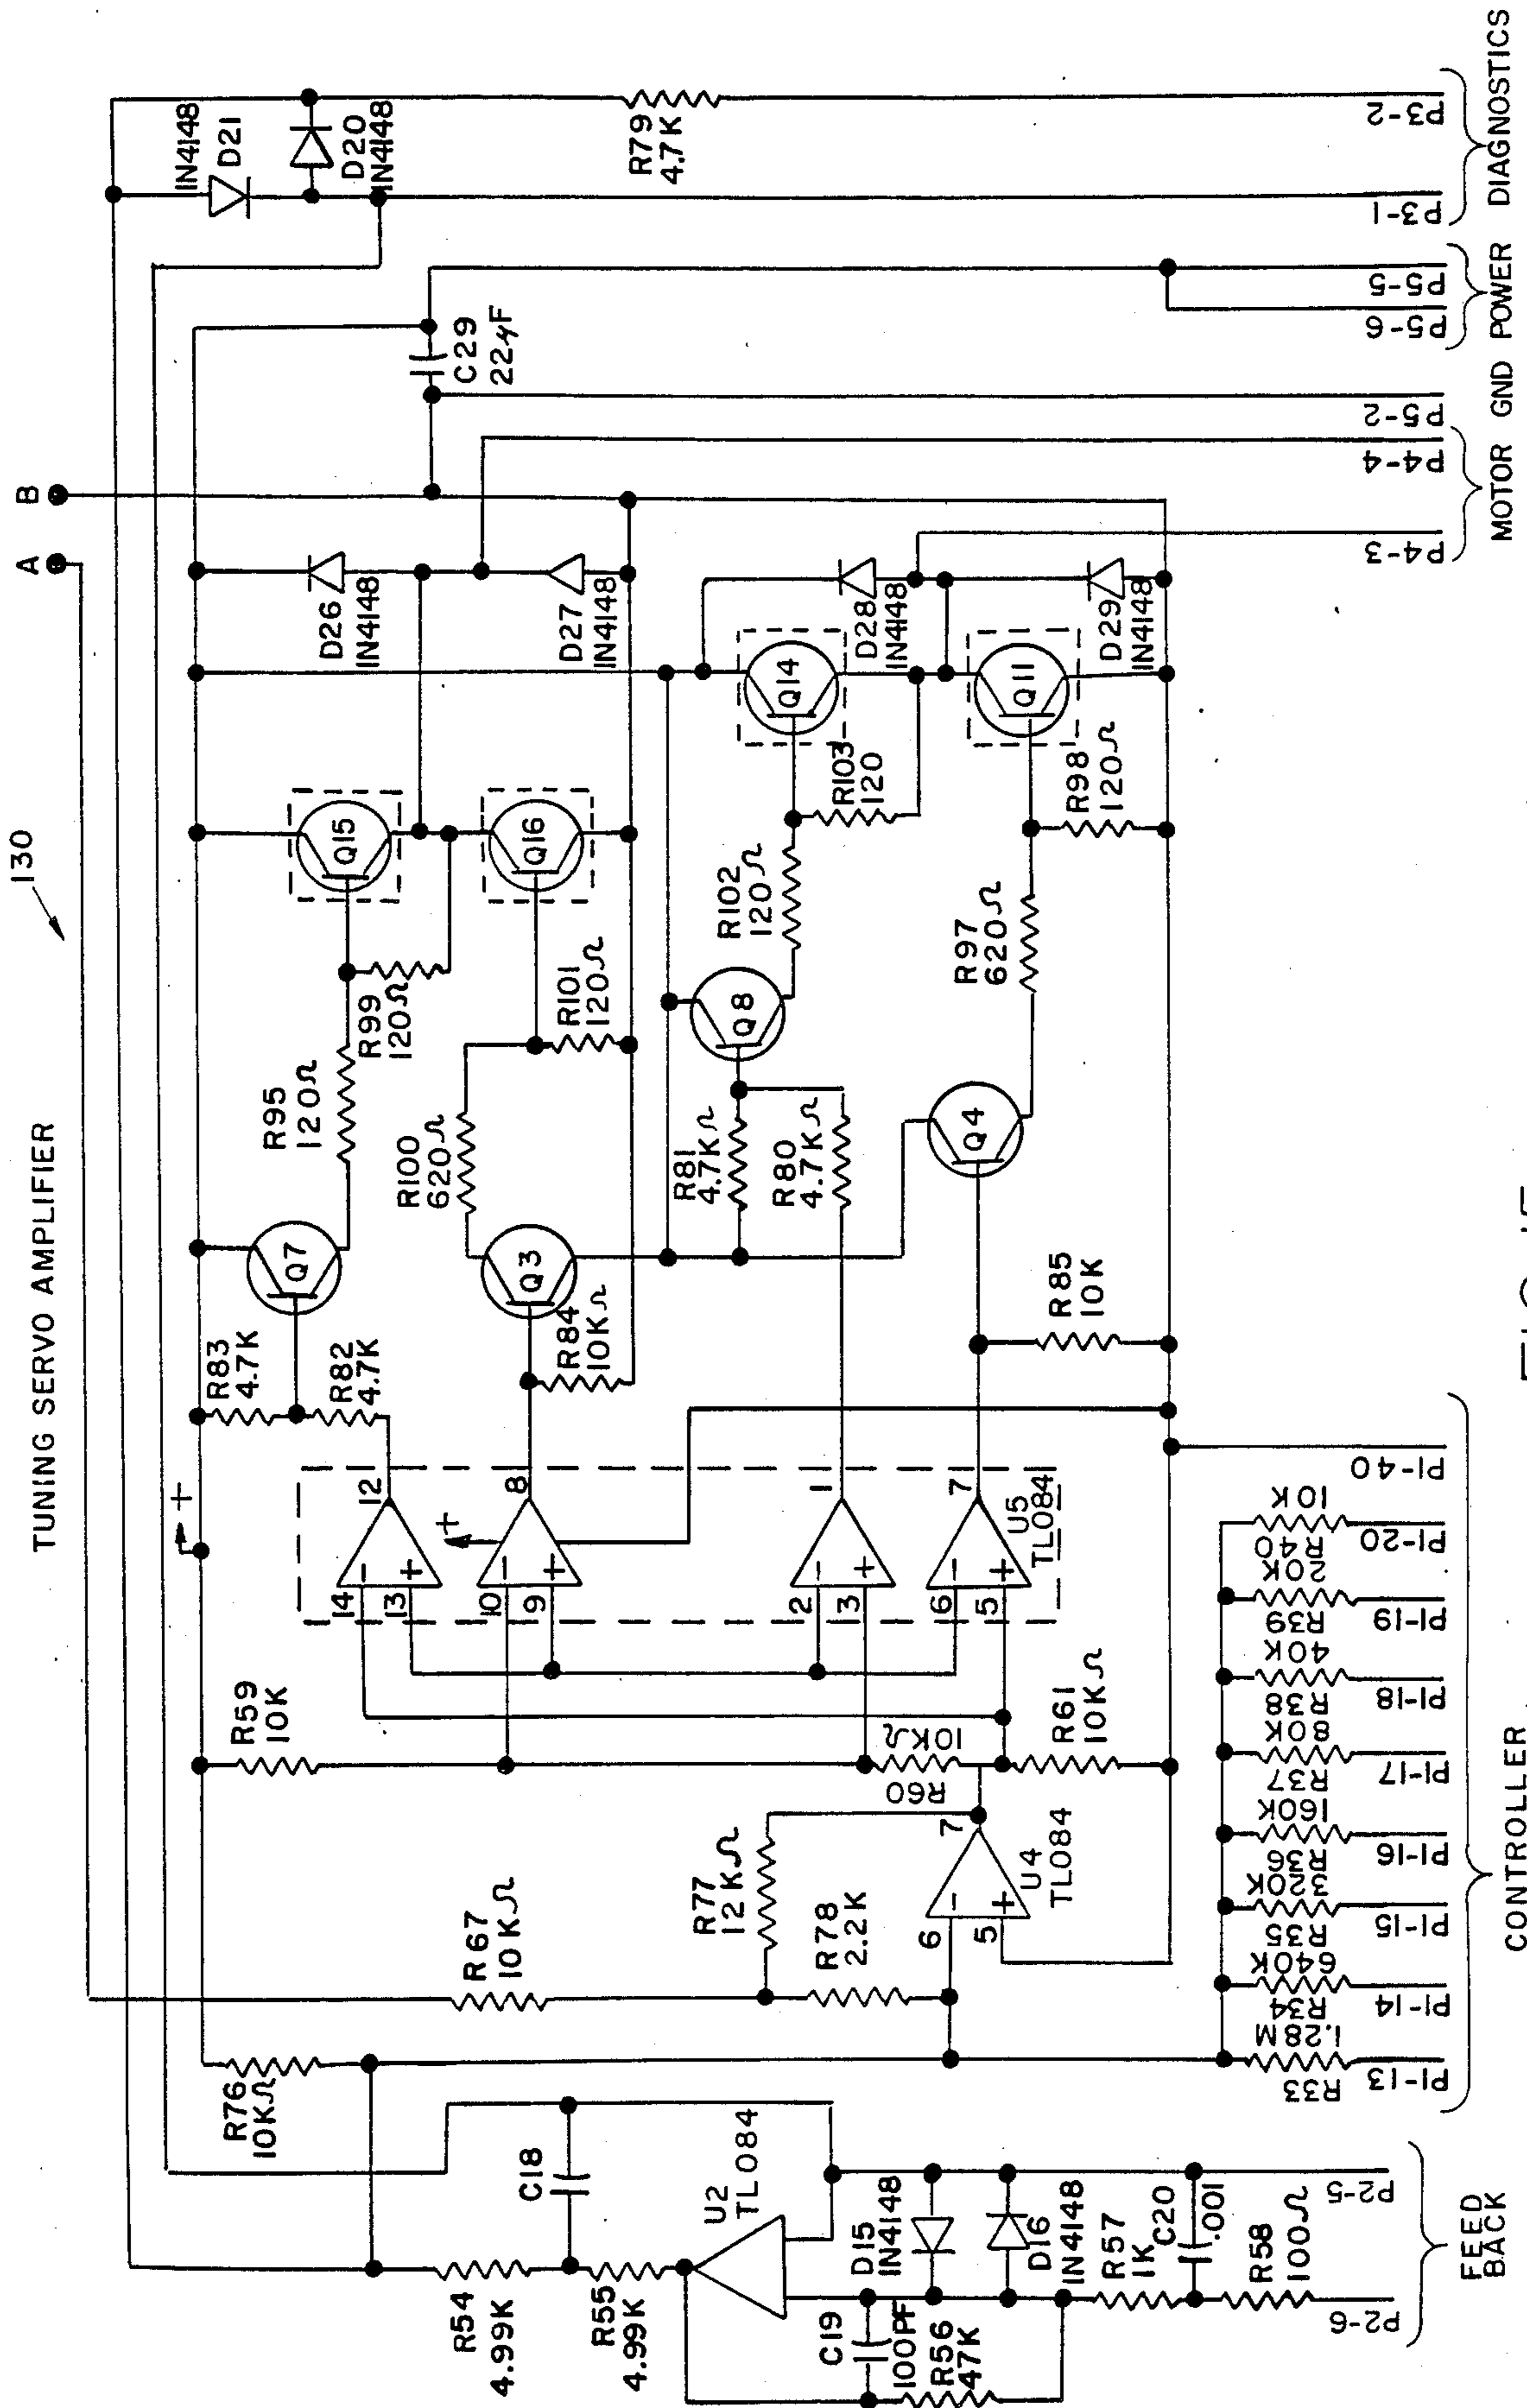 TUNING SERVO AMPLIFIER
130
A
B
IN4148
D21
D20
IN4148
R79
4.7K
C29
22µF
D26
IN4148
D27
IN4148
D28
IN4148
D29
IN4148
Q15
Q16
Q14
Q11
R103
120
R98
120Ω
R99
120Ω
R101
120Ω
R102
120Ω
R97
620Ω
R95
120Ω
R100
620Ω
Q8
Q7
Q3
Q4
R81
4.7KΩ
R80
4.7KΩ
R83
4.7K
R82
4.7K
R84
10KΩ
R85
10K
+
12
14
-
13
+
+
8
10
-
9
+
1
2
-
3
+
7
6
-
5
+
U5
TL084
R59
10K
R60
10KΩ
R61
10KΩ
R67
10KΩ
R77
12KΩ
R78
2.2K
7
U4
TL084
6
-
5
+
R76
10KΩ
C18
U2
TL084
R54
4.99K
R55
4.99K
D15
IN4148
D16
IN4148
C19
100PF
R56
47K
R57
1K
C20
.001
R58
100Ω
P2-6
P2-5
FEED
BACK
R33
1.28M
P1-13
R34
640K
P1-14
R35
320K
P1-15
R36
160K
P1-16
R37
80K
P1-17
R38
40K
P1-18
R39
20K
P1-19
R40
10K
P1-20
P1-40
CONTROLLER
P4-3
P4-4
MOTOR
P5-2
GND
P5-6
P5-5
POWER
P3-1
P3-2
DIAGNOSTICS